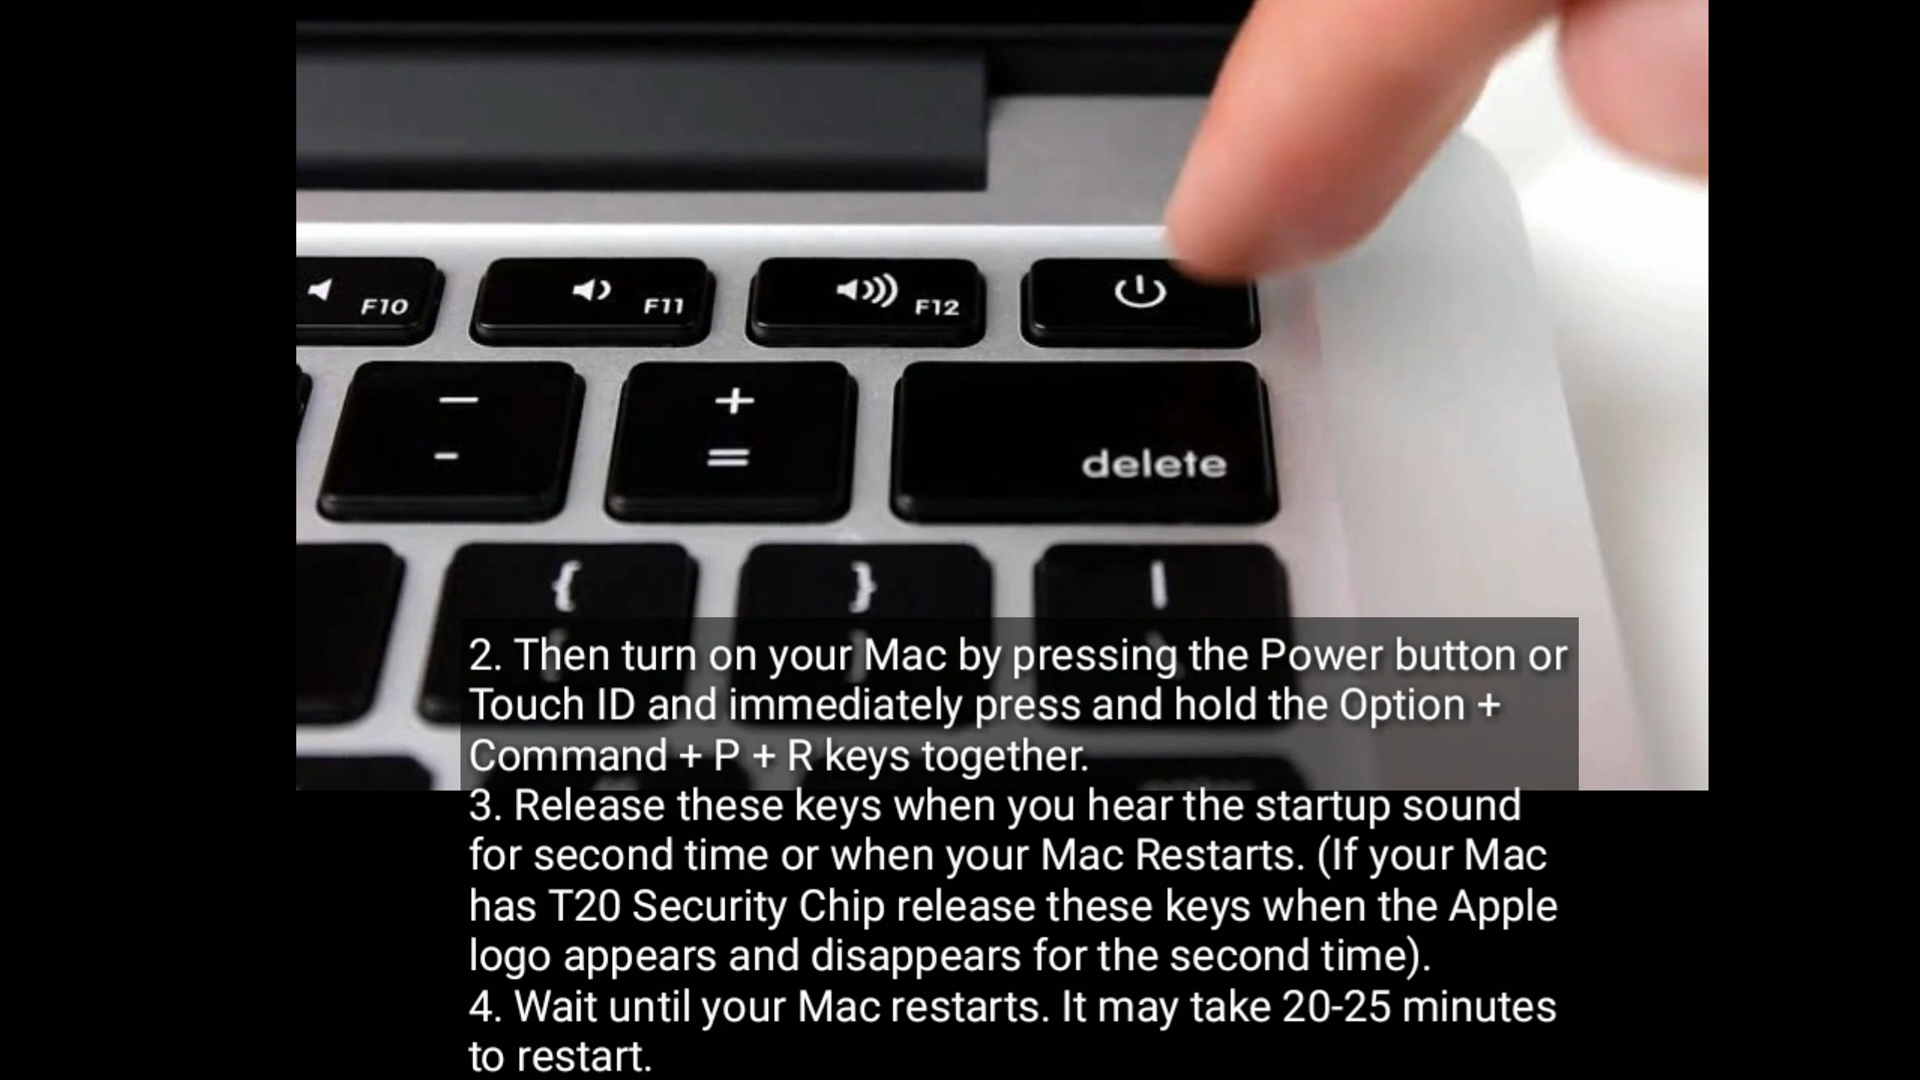 F10
F11
F12
—
-
+
=
delete
{
}
|
2. Then turn on your Mac by pressing the Power button or
Touch ID and immediately press and hold the Option +
Command + P + R keys together.
3. Release these keys when you hear the startup sound
for second time or when your Mac Restarts. (If your Mac
has T20 Security Chip release these keys when the Apple
logo appears and disappears for the second time).
4. Wait until your Mac restarts. It may take 20-25 minutes
to restart.